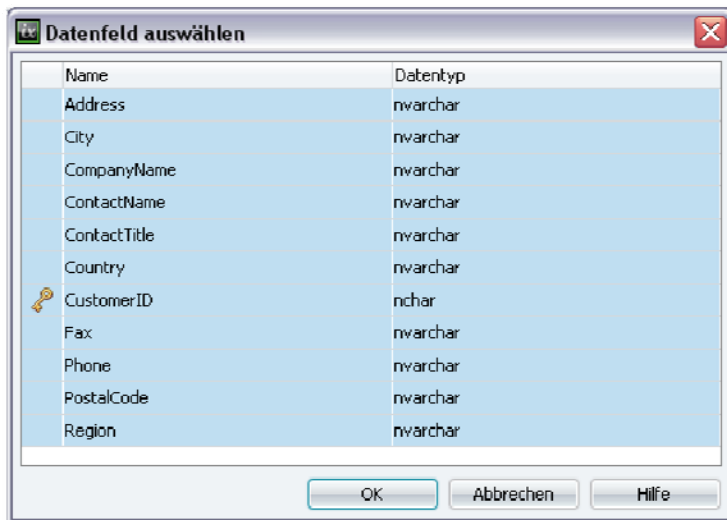 Datenfeld auswählen
Name Datentyp
Address nvarchar
City nvarchar
CompanyName nvarchar
ContactName nvarchar
ContactTitle nvarchar
Country nvarchar
CustomerID nchar
Fax nvarchar
Phone nvarchar
PostalCode nvarchar
Region nvarchar
OK Abbrechen Hilfe